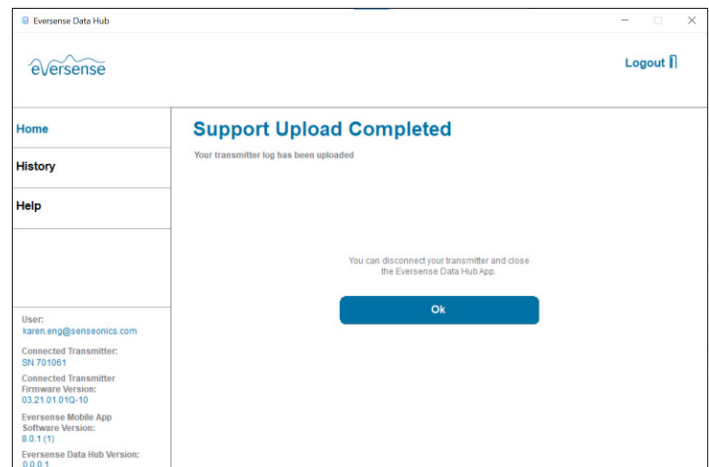 Eversense Data Hub
eversense
Logout
Home
History
Help
Support Upload Completed
Your transmitter log has been uploaded
You can disconnect your transmitter and close
the Eversense Data Hub App.
Ok
User:
karen.eng@senseonics.com
Connected Transmitter:
SN 701061
Connected Transmitter
Firmware Version:
03.21.01.01Q-10
Eversense Mobile App
Software Version:
8.0.1 (1)
Eversense Data Hub Version:
0.0.0.1